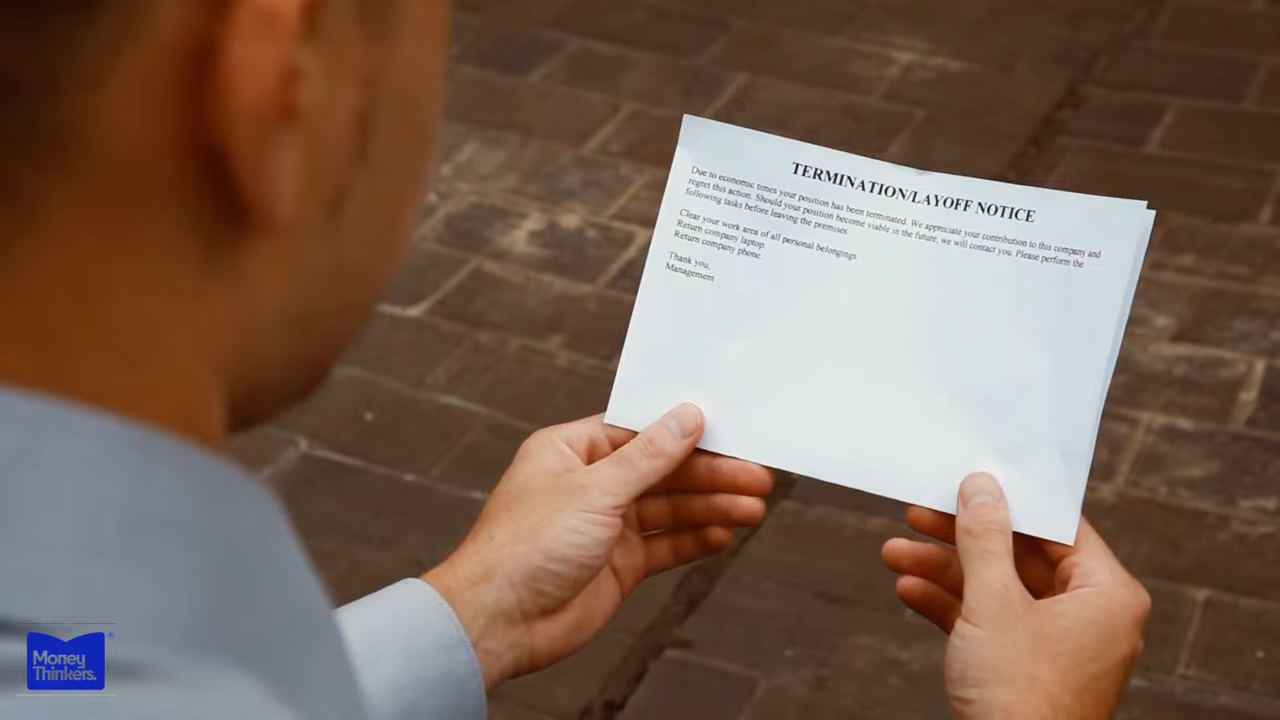 TERMINATION/LAYOFF NOTICE
Due to economic times your position has been terminated. We appreciate your contribution to this company and
regret this action. Should your position become viable in the future, we will contact you. Please perform the
following tasks before leaving the premises.
Clear your work area of all personal belongings.
Return company laptop.
Return company phone.
Thank you,
Management
Money
Thinkers.
®